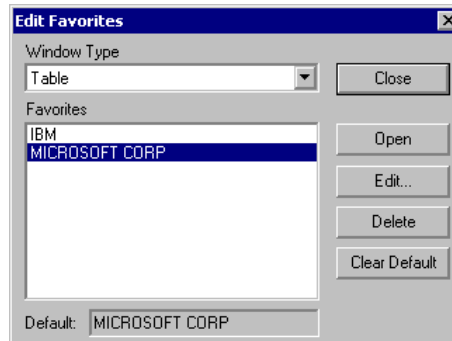 Edit Favorites
Window Type
Table
Close
Favorites
IBM
MICROSOFT CORP
Open
Edit...
Delete
Clear Default
Default: MICROSOFT CORP